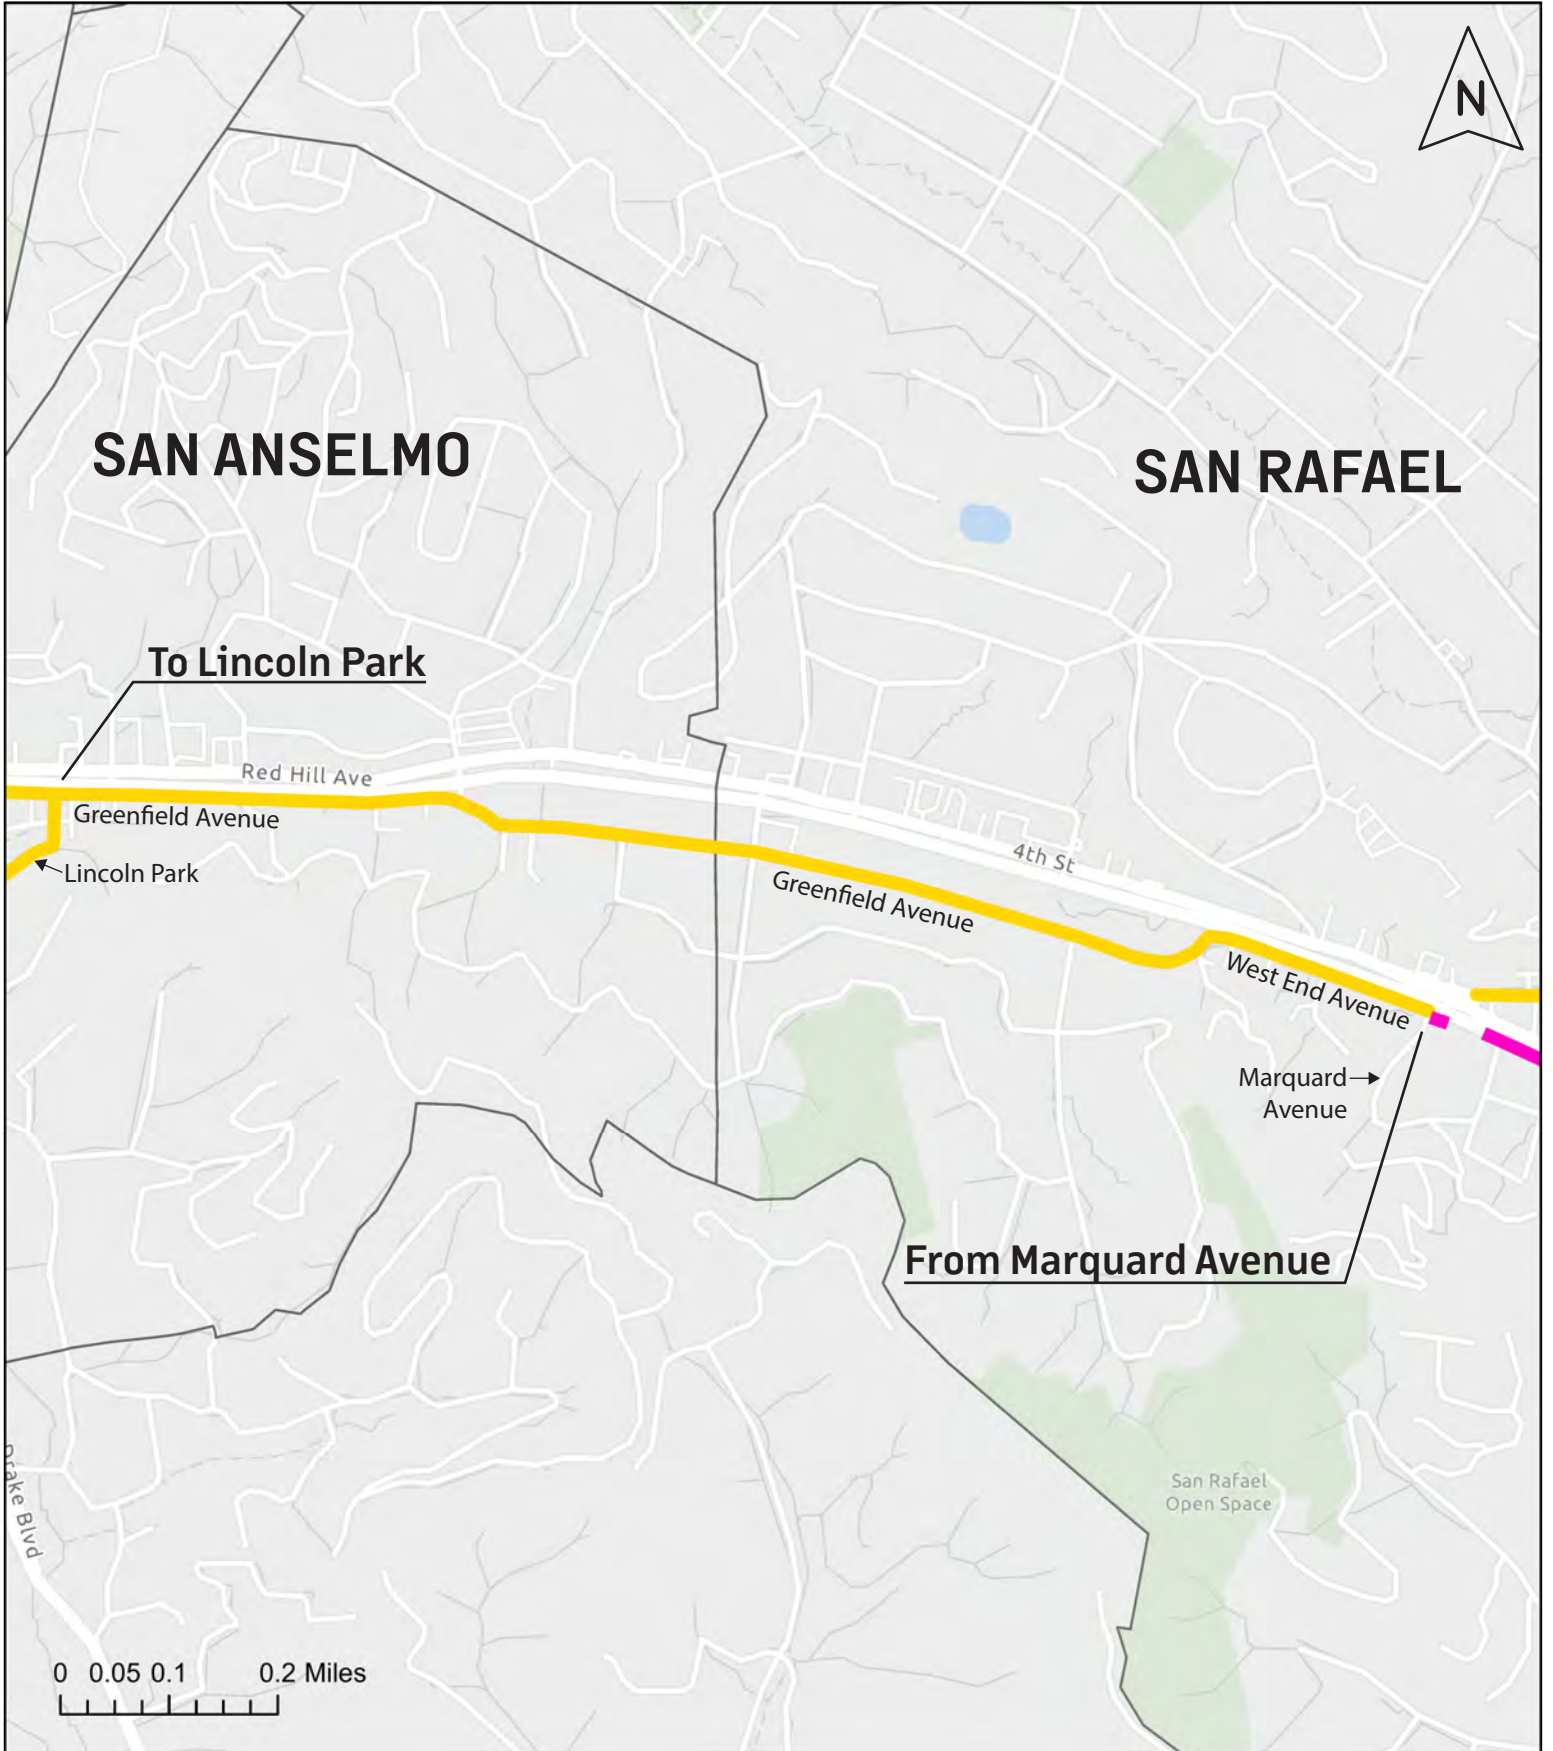 N
SAN ANSELMO
SAN RAFAEL
To Lincoln Park
Red Hill Ave
Greenfield Avenue
Lincoln Park
4th St
Greenfield Avenue
West End Avenue
Marquard
Avenue
From Marquard Avenue
San Rafael
Open Space
Drake Blvd
0 0.05 0.1 0.2 Miles